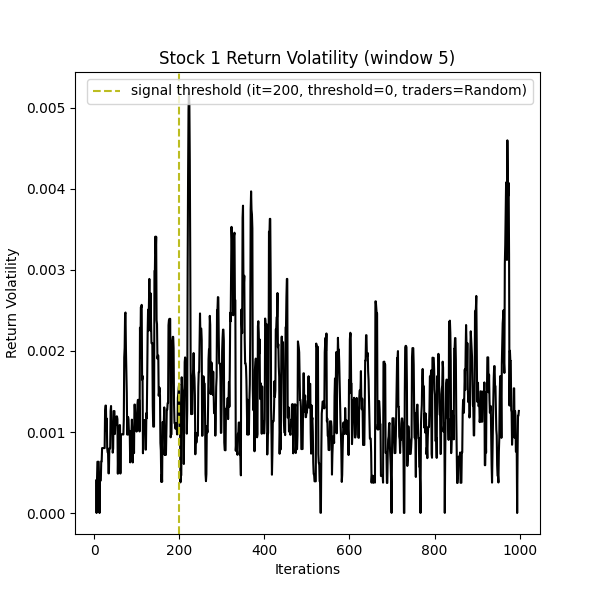 Stock 1 Return Volatility (window 5)
signal threshold (it=200, threshold=0, traders=Random)
0.005
0.004
0.003
0.002
0.001
0.000
Return Volatility
0 200 400 600 800 1000
Iterations